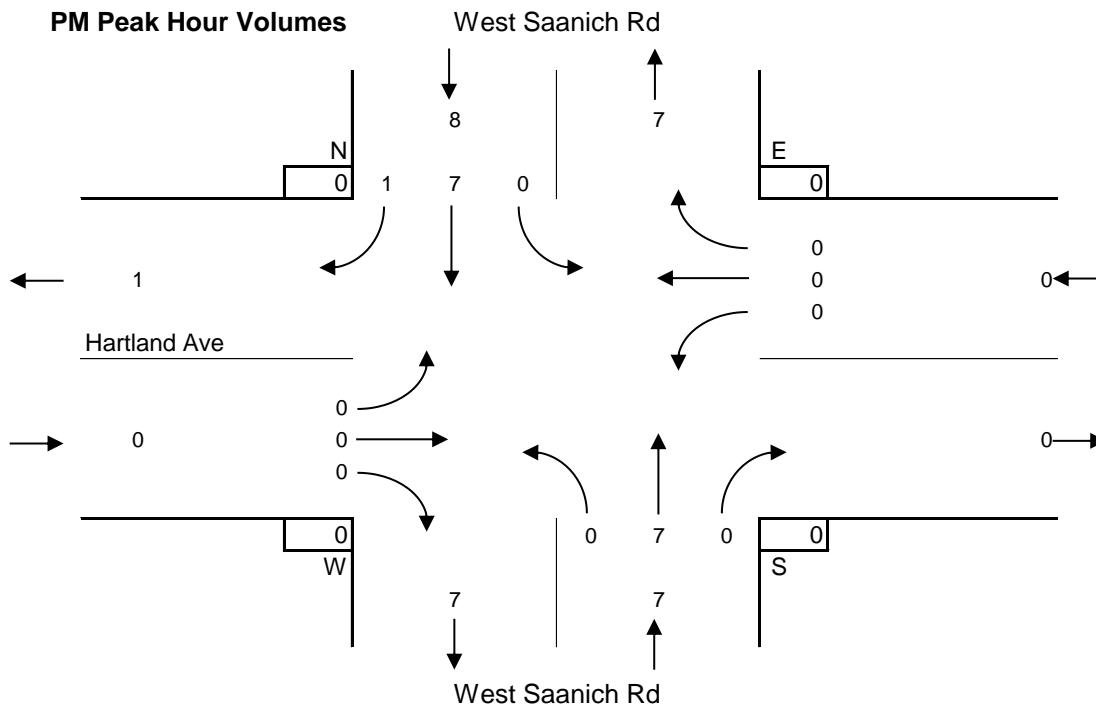 PM Peak Hour Volumes West Saanich Rd
8 7
N E
0 1 7 0 0
0
1 0 0
0
Hartland Ave
0
0 0 0
0
0 0 7 0 0
W S
7 7
West Saanich Rd